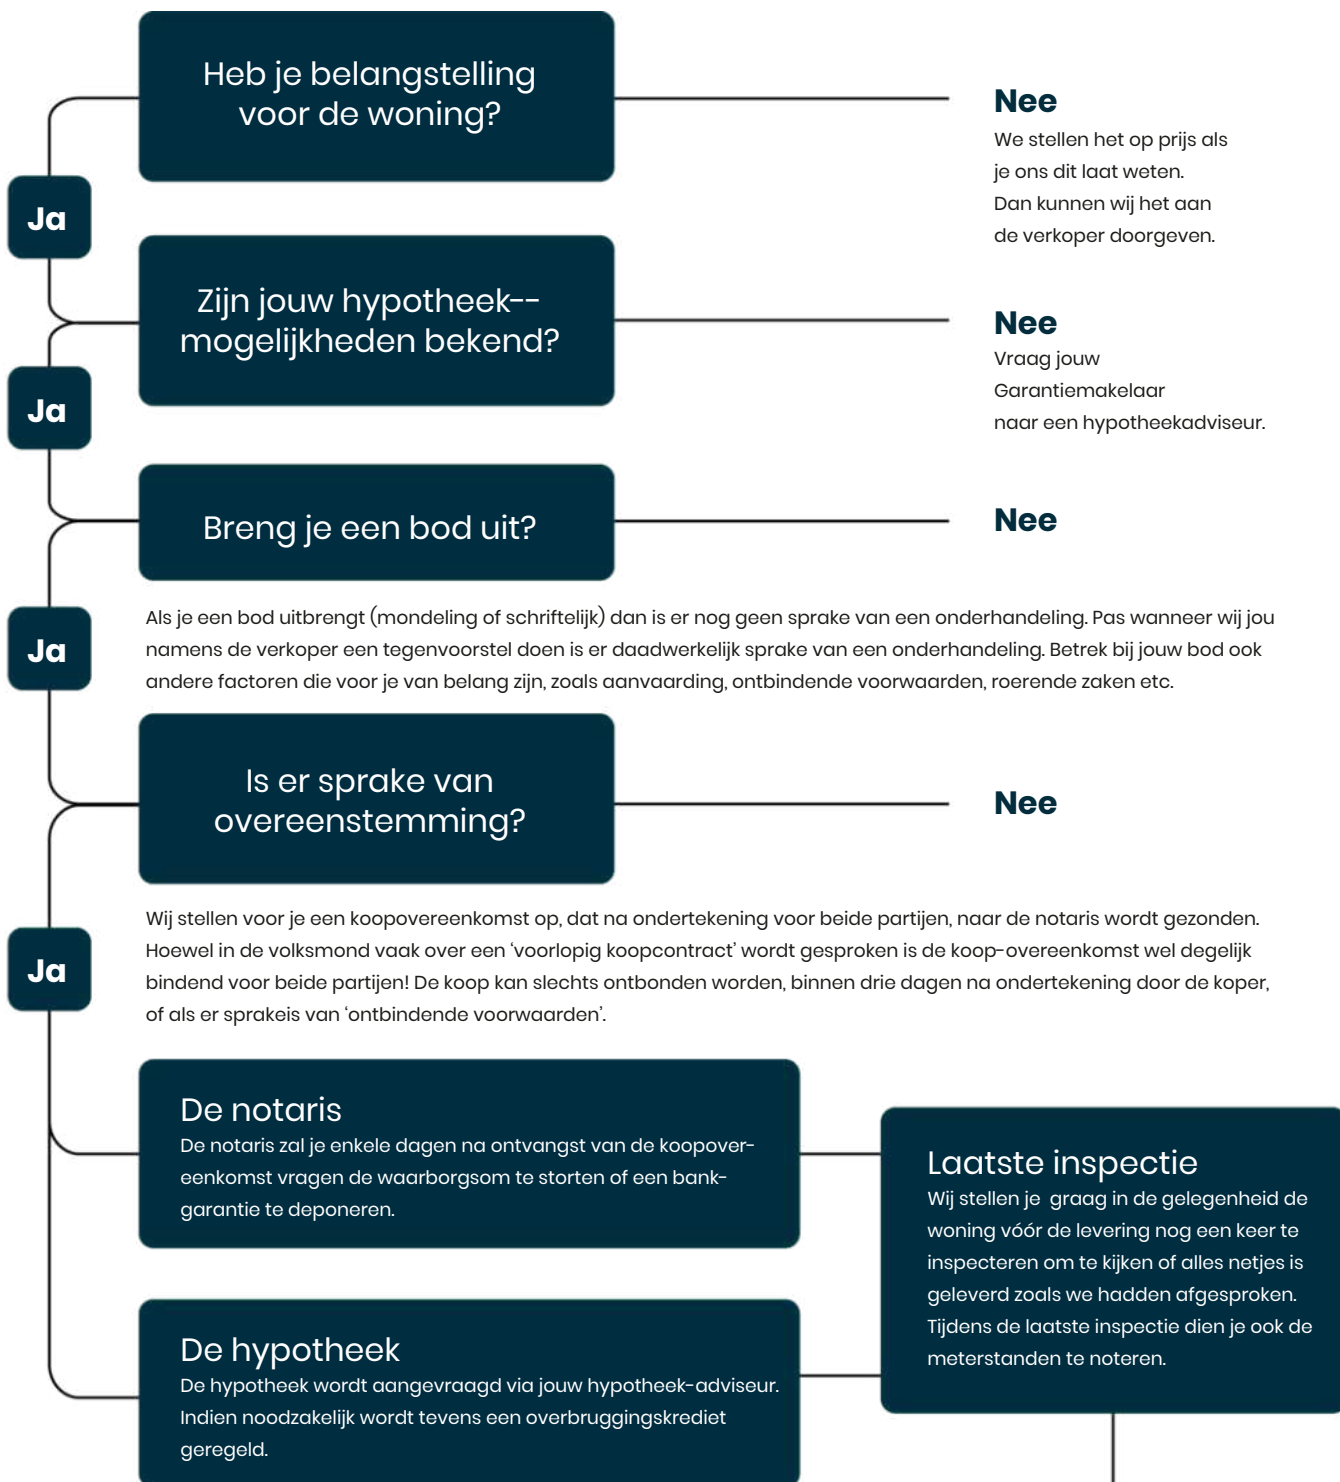 Heb je belangstelling
voor de woning?
Nee
We stellen het op prijs als
je ons dit laat weten.
Dan kunnen wij het aan
de verkoper doorgeven.
Ja
Zijn jouw hypotheek--
mogelijkheden bekend?
Nee
Vraag jouw
Garantiemakelaar
naar een hypotheekadviseur.
Ja
Breng je een bod uit?
Nee
Als je een bod uitbrengt (mondeling of schriftelijk) dan is er nog geen sprake van een onderhandeling. Pas wanneer wij jou
namens de verkoper een tegenvoorstel doen is er daadwerkelijk sprake van een onderhandeling. Betrek bij jouw bod ook
andere factoren die voor je van belang zijn, zoals aanvaarding, ontbindende voorwaarden, roerende zaken etc.
Ja
Is er sprake van
overeenstemming?
Nee
Wij stellen voor je een koopovereenkomst op, dat na ondertekening voor beide partijen, naar de notaris wordt gezonden.
Hoewel in de volksmond vaak over een ‘voorlopig koopcontract’ wordt gesproken is de koop-overeenkomst wel degelijk
bindend voor beide partijen! De koop kan slechts ontbonden worden, binnen drie dagen na ondertekening door de koper,
of als er sprakeis van ‘ontbindende voorwaarden’.
Ja
De notaris
De notaris zal je enkele dagen na ontvangst van de koopover-
eenkomst vragen de waarborgsom te storten of een bank-
garantie te deponeren.
Laatste inspectie
Wij stellen je graag in de gelegenheid de
woning vóór de levering nog een keer te
inspecteren om te kijken of alles netjes is
geleverd zoals we hadden afgesproken.
Tijdens de laatste inspectie dien je ook de
meterstanden te noteren.
De hypotheek
De hypotheek wordt aangevraagd via jouw hypotheek-adviseur.
Indien noodzakelijk wordt tevens een overbruggingskrediet
geregeld.